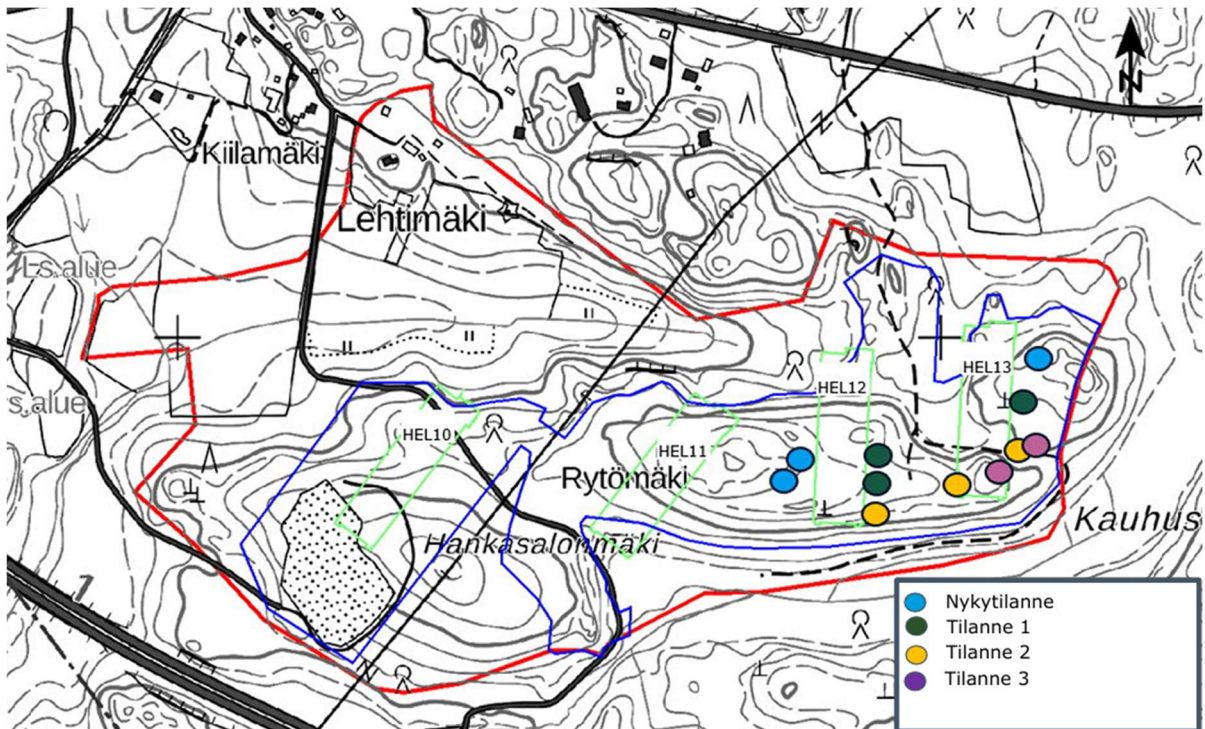 N
Kiilamäki
Lehtimäki
Ls.alue
s.alue
HEL10
HEL11
HEL12
HEL13
Rytömäki
Hankasalonmäki
Kauhus
1
Nykytilanne
Tilanne 1
Tilanne 2
Tilanne 3